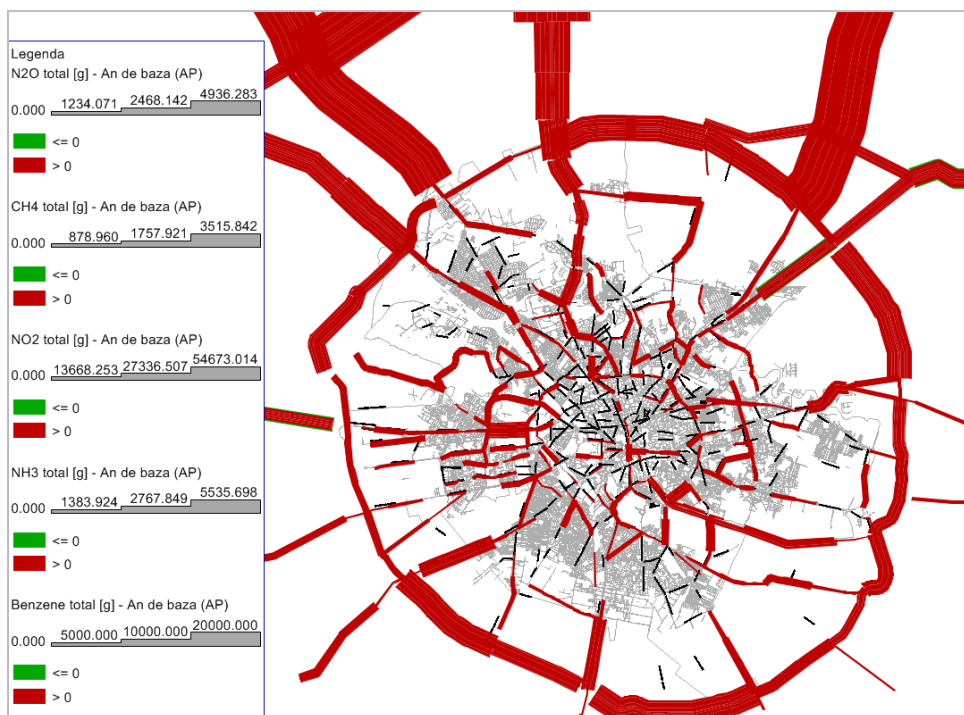 Legenda
N2O total [g] - An de baza (AP)
0.000 1234.071 2468.142 4936.283
<= 0
> 0
CH4 total [g] - An de baza (AP)
0.000 878.960 1757.921 3515.842
<= 0
> 0
NO2 total [g] - An de baza (AP)
0.000 13668.253 27336.507 54673.014
<= 0
> 0
NH3 total [g] - An de baza (AP)
0.000 1383.924 2767.849 5535.698
<= 0
> 0
Benzene total [g] - An de baza (AP)
0.000 5000.000 10000.000 20000.000
<= 0
> 0